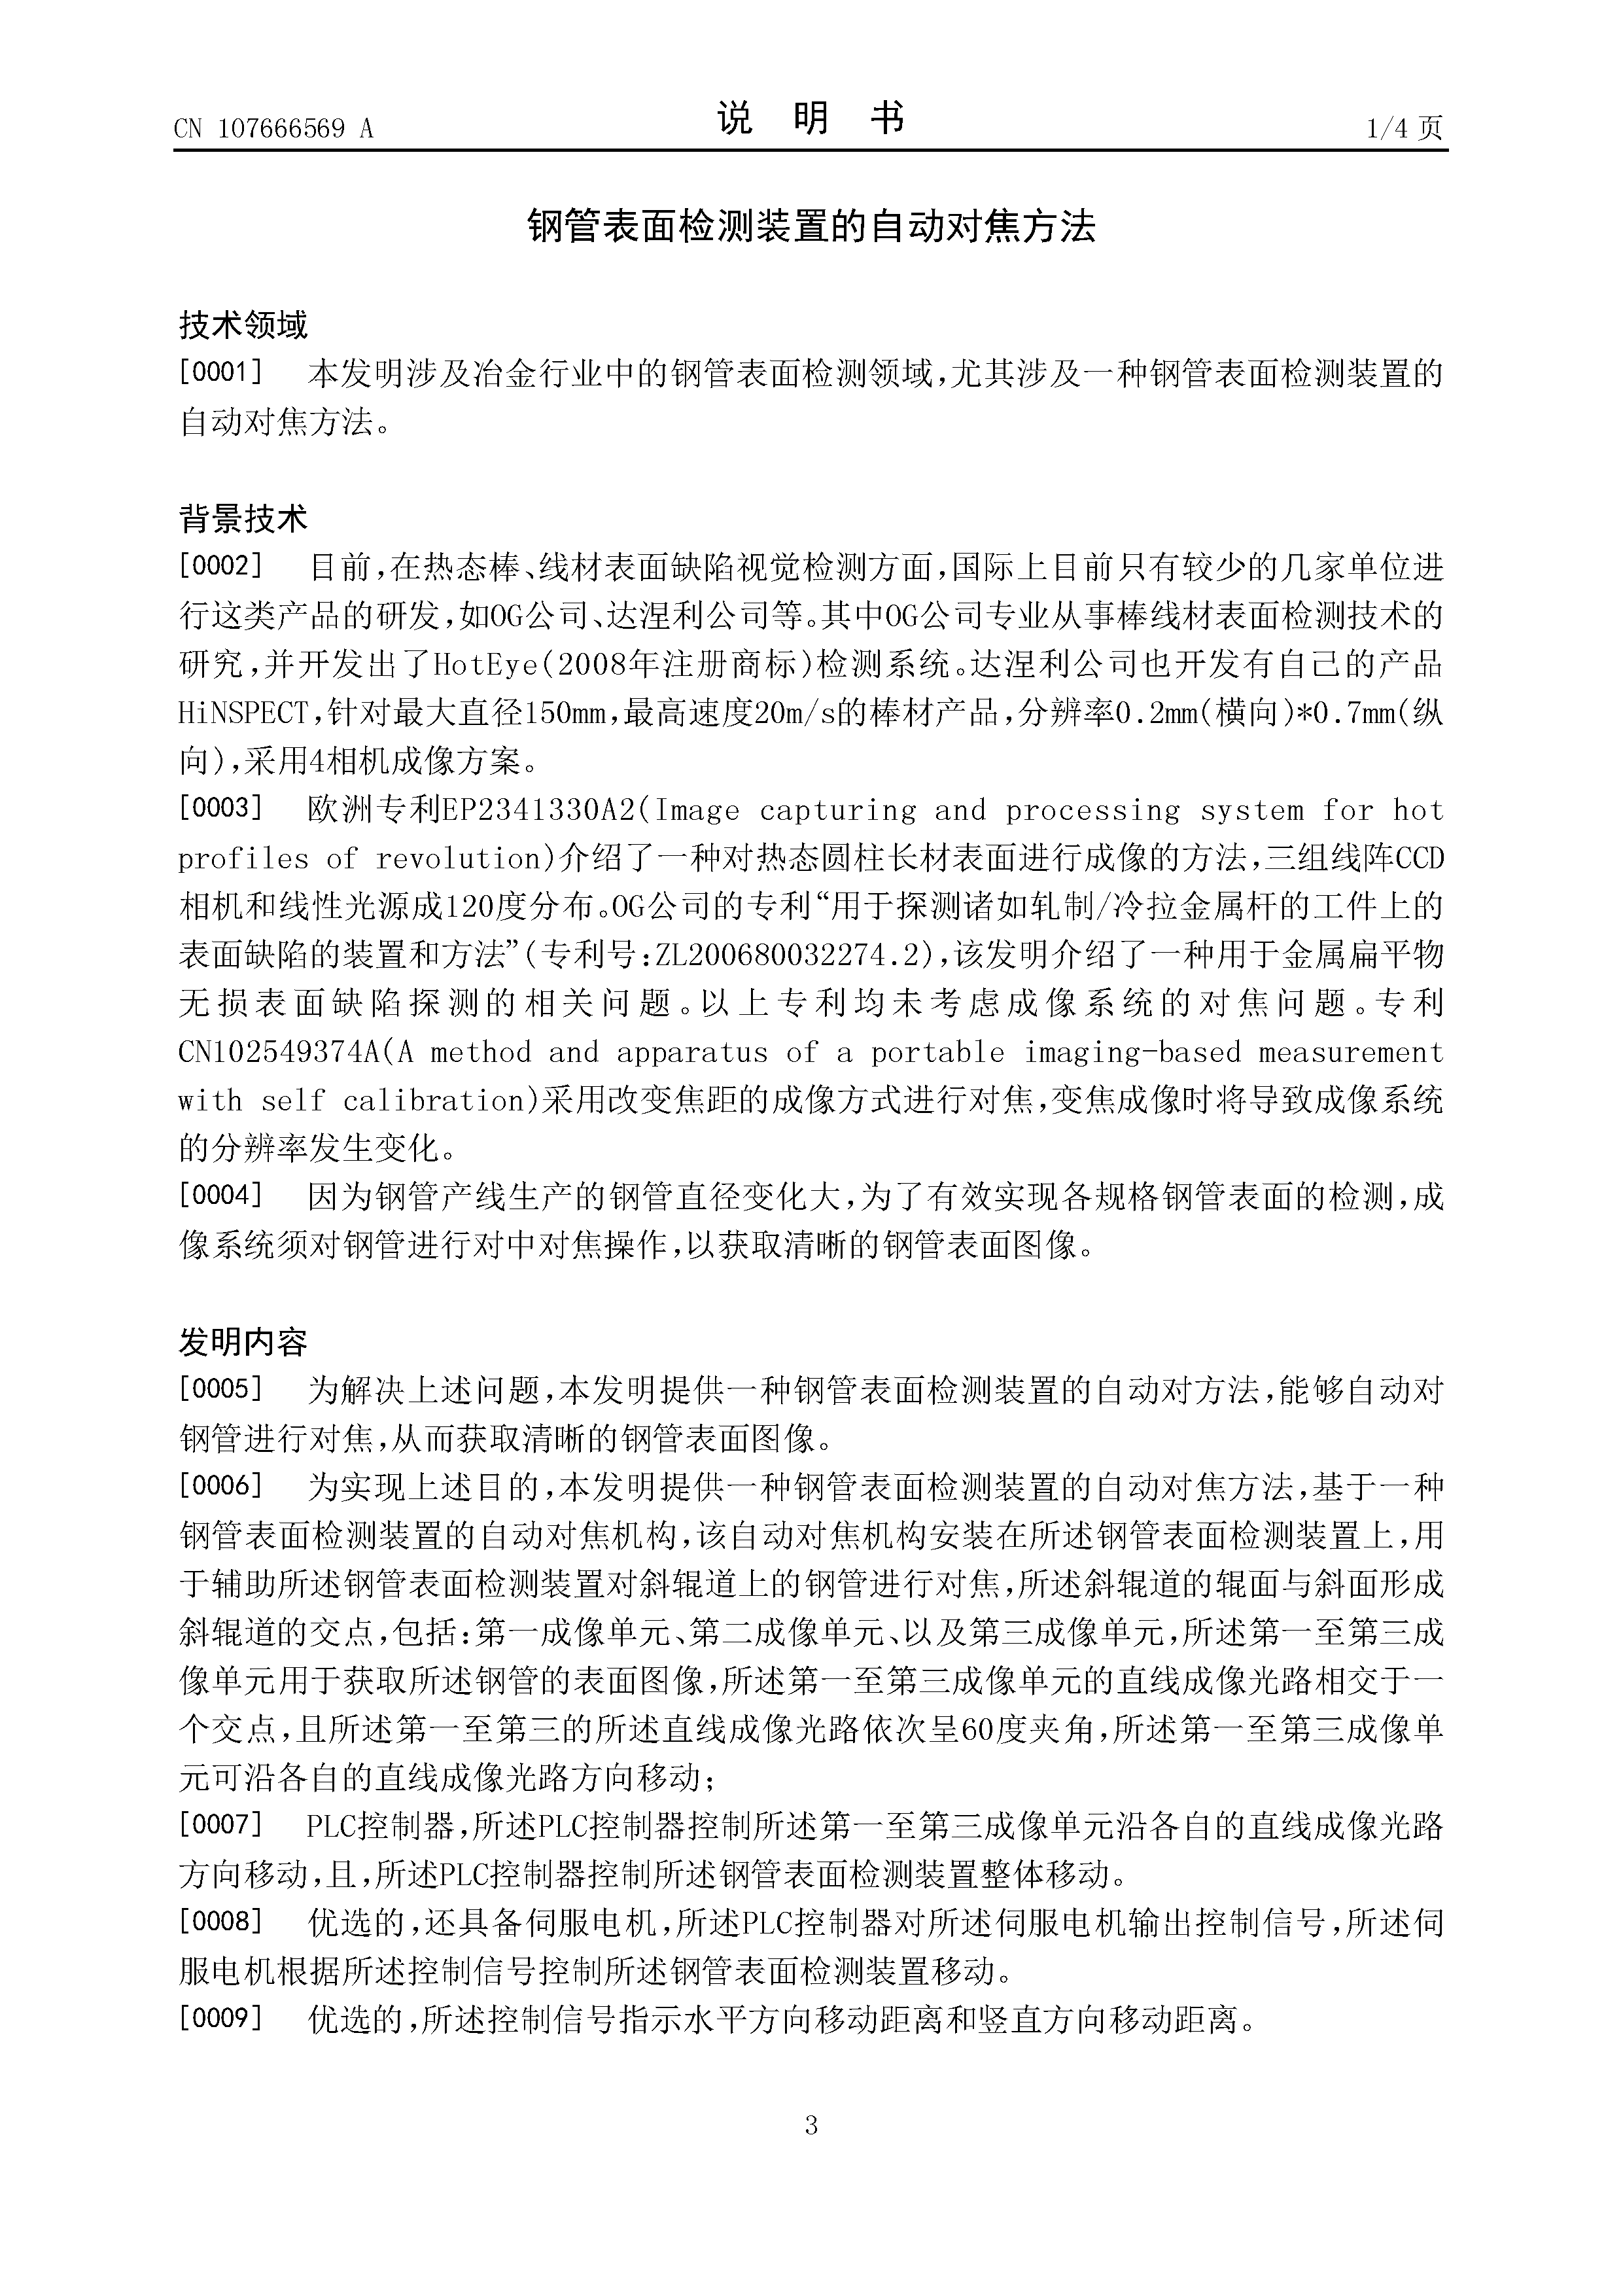 CN 107666569 A
说 明 书
1/4 页
钢管表面检测装置的自动对焦方法
技术领域
[0001] 本发明涉及冶金行业中的钢管表面检测领域,尤其涉及一种钢管表面检测装置的
自动对焦方法。
背景技术
[0002] 目前,在热态棒、线材表面缺陷视觉检测方面,国际上目前只有较少的几家单位进
行这类产品的研发,如OG公司、达涅利公司等。其中OG公司专业从事棒线材表面检测技术的
研究,并开发出了HotEye(2008年注册商标)检测系统。达涅利公司也开发有自己的产品
HiNSPECT,针对最大直径150mm,最高速度20m/s的棒材产品,分辨率0.2mm(横向)*0.7mm(纵
向),采用4相机成像方案。
[0003] 欧洲专利EP2341330A2(Image capturing and processing system for hot
profiles of revolution)介绍了一种对热态圆柱长材表面进行成像的方法,三组线阵CCD
相机和线性光源成120度分布。OG公司的专利“用于探测诸如轧制/冷拉金属杆的工件上的
表面缺陷的装置和方法”(专利号:ZL200680032274.2),该发明介绍了一种用于金属扁平物
无损表面缺陷探测的相关问题。以上专利均未考虑成像系统的对焦问题。专利
CN102549374A(A method and apparatus of a portable imaging-based measurement
with self calibration)采用改变焦距的成像方式进行对焦,变焦成像时将导致成像系统
的分辨率发生变化。
[0004] 因为钢管产线生产的钢管直径变化大,为了有效实现各规格钢管表面的检测,成
像系统须对钢管进行对中对焦操作,以获取清晰的钢管表面图像。
发明内容
[0005] 为解决上述问题,本发明提供一种钢管表面检测装置的自动对方法,能够自动对
钢管进行对焦,从而获取清晰的钢管表面图像。
[0006] 为实现上述目的,本发明提供一种钢管表面检测装置的自动对焦方法,基于一种
钢管表面检测装置的自动对焦机构,该自动对焦机构安装在所述钢管表面检测装置上,用
于辅助所述钢管表面检测装置对斜辊道上的钢管进行对焦,所述斜辊道的辊面与斜面形成
斜辊道的交点,包括:第一成像单元、第二成像单元、以及第三成像单元,所述第一至第三成
像单元用于获取所述钢管的表面图像,所述第一至第三成像单元的直线成像光路相交于一
个交点,且所述第一至第三的所述直线成像光路依次呈60度夹角,所述第一至第三成像单
元可沿各自的直线成像光路方向移动;
[0007] PLC控制器,所述PLC控制器控制所述第一至第三成像单元沿各自的直线成像光路
方向移动,且,所述PLC控制器控制所述钢管表面检测装置整体移动。
[0008] 优选的,还具备伺服电机,所述PLC控制器对所述伺服电机输出控制信号,所述伺
服电机根据所述控制信号控制所述钢管表面检测装置移动。
[0009] 优选的,所述控制信号指示水平方向移动距离和竖直方向移动距离。
3